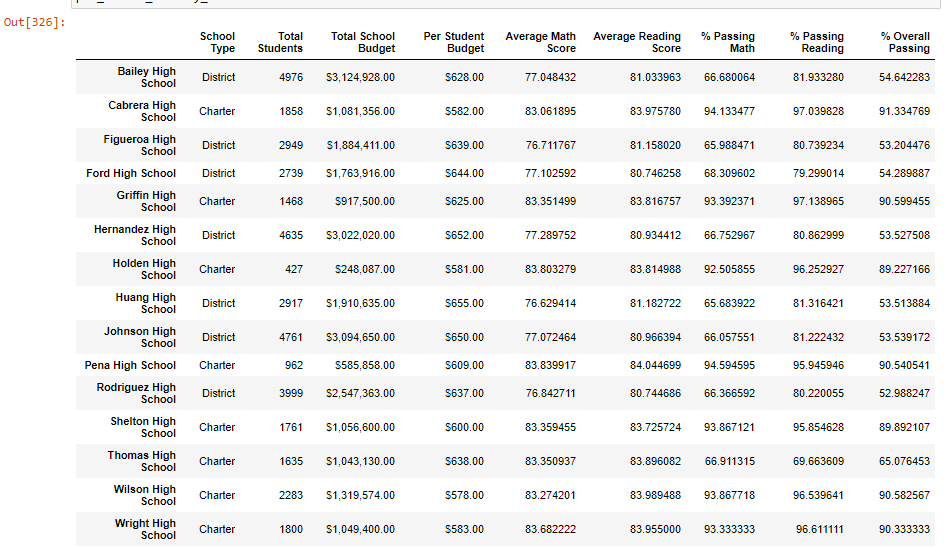 Out[326]:
School Type Total Students Total School Budget Per Student Budget Average Math Score Average Reading Score % Passing Math % Passing Reading % Overall Passing
Bailey High School District 4976 $3,124,928.00 $628.00 77.048432 81.033963 66.680064 81.933280 54.642283
Cabrera High School Charter 1858 $1,081,356.00 $582.00 83.061895 83.975780 94.133477 97.039828 91.334769
Figueroa High School District 2949 $1,884,411.00 $639.00 76.711767 81.158020 65.988471 80.739234 53.204476
Ford High School District 2739 $1,763,916.00 $644.00 77.102592 80.746258 68.309602 79.299014 54.289887
Griffin High School Charter 1468 $917,500.00 $625.00 83.351499 83.816757 93.392371 97.138965 90.599455
Hernandez High School District 4635 $3,022,020.00 $652.00 77.289752 80.934412 66.752967 80.862999 53.527508
Holden High School Charter 427 $248,087.00 $581.00 83.803279 83.814988 92.505855 96.252927 89.227166
Huang High School District 2917 $1,910,635.00 $655.00 76.629414 81.182722 65.683922 81.316421 53.513884
Johnson High School District 4761 $3,094,650.00 $650.00 77.072464 80.966394 66.057551 81.222432 53.539172
Pena High School Charter 962 $585,858.00 $609.00 83.839917 84.044699 94.594595 95.945946 90.540541
Rodriguez High School District 3999 $2,547,363.00 $637.00 76.842711 80.744686 66.366592 80.220055 52.988247
Shelton High School Charter 1761 $1,056,600.00 $600.00 83.359455 83.725724 93.867121 95.854628 89.892107
Thomas High School Charter 1635 $1,043,130.00 $638.00 83.350937 83.896082 66.911315 69.663609 65.076453
Wilson High School Charter 2283 $1,319,574.00 $578.00 83.274201 83.989488 93.867718 96.539641 90.582567
Wright High School Charter 1800 $1,049,400.00 $583.00 83.682222 83.955000 93.333333 96.611111 90.333333